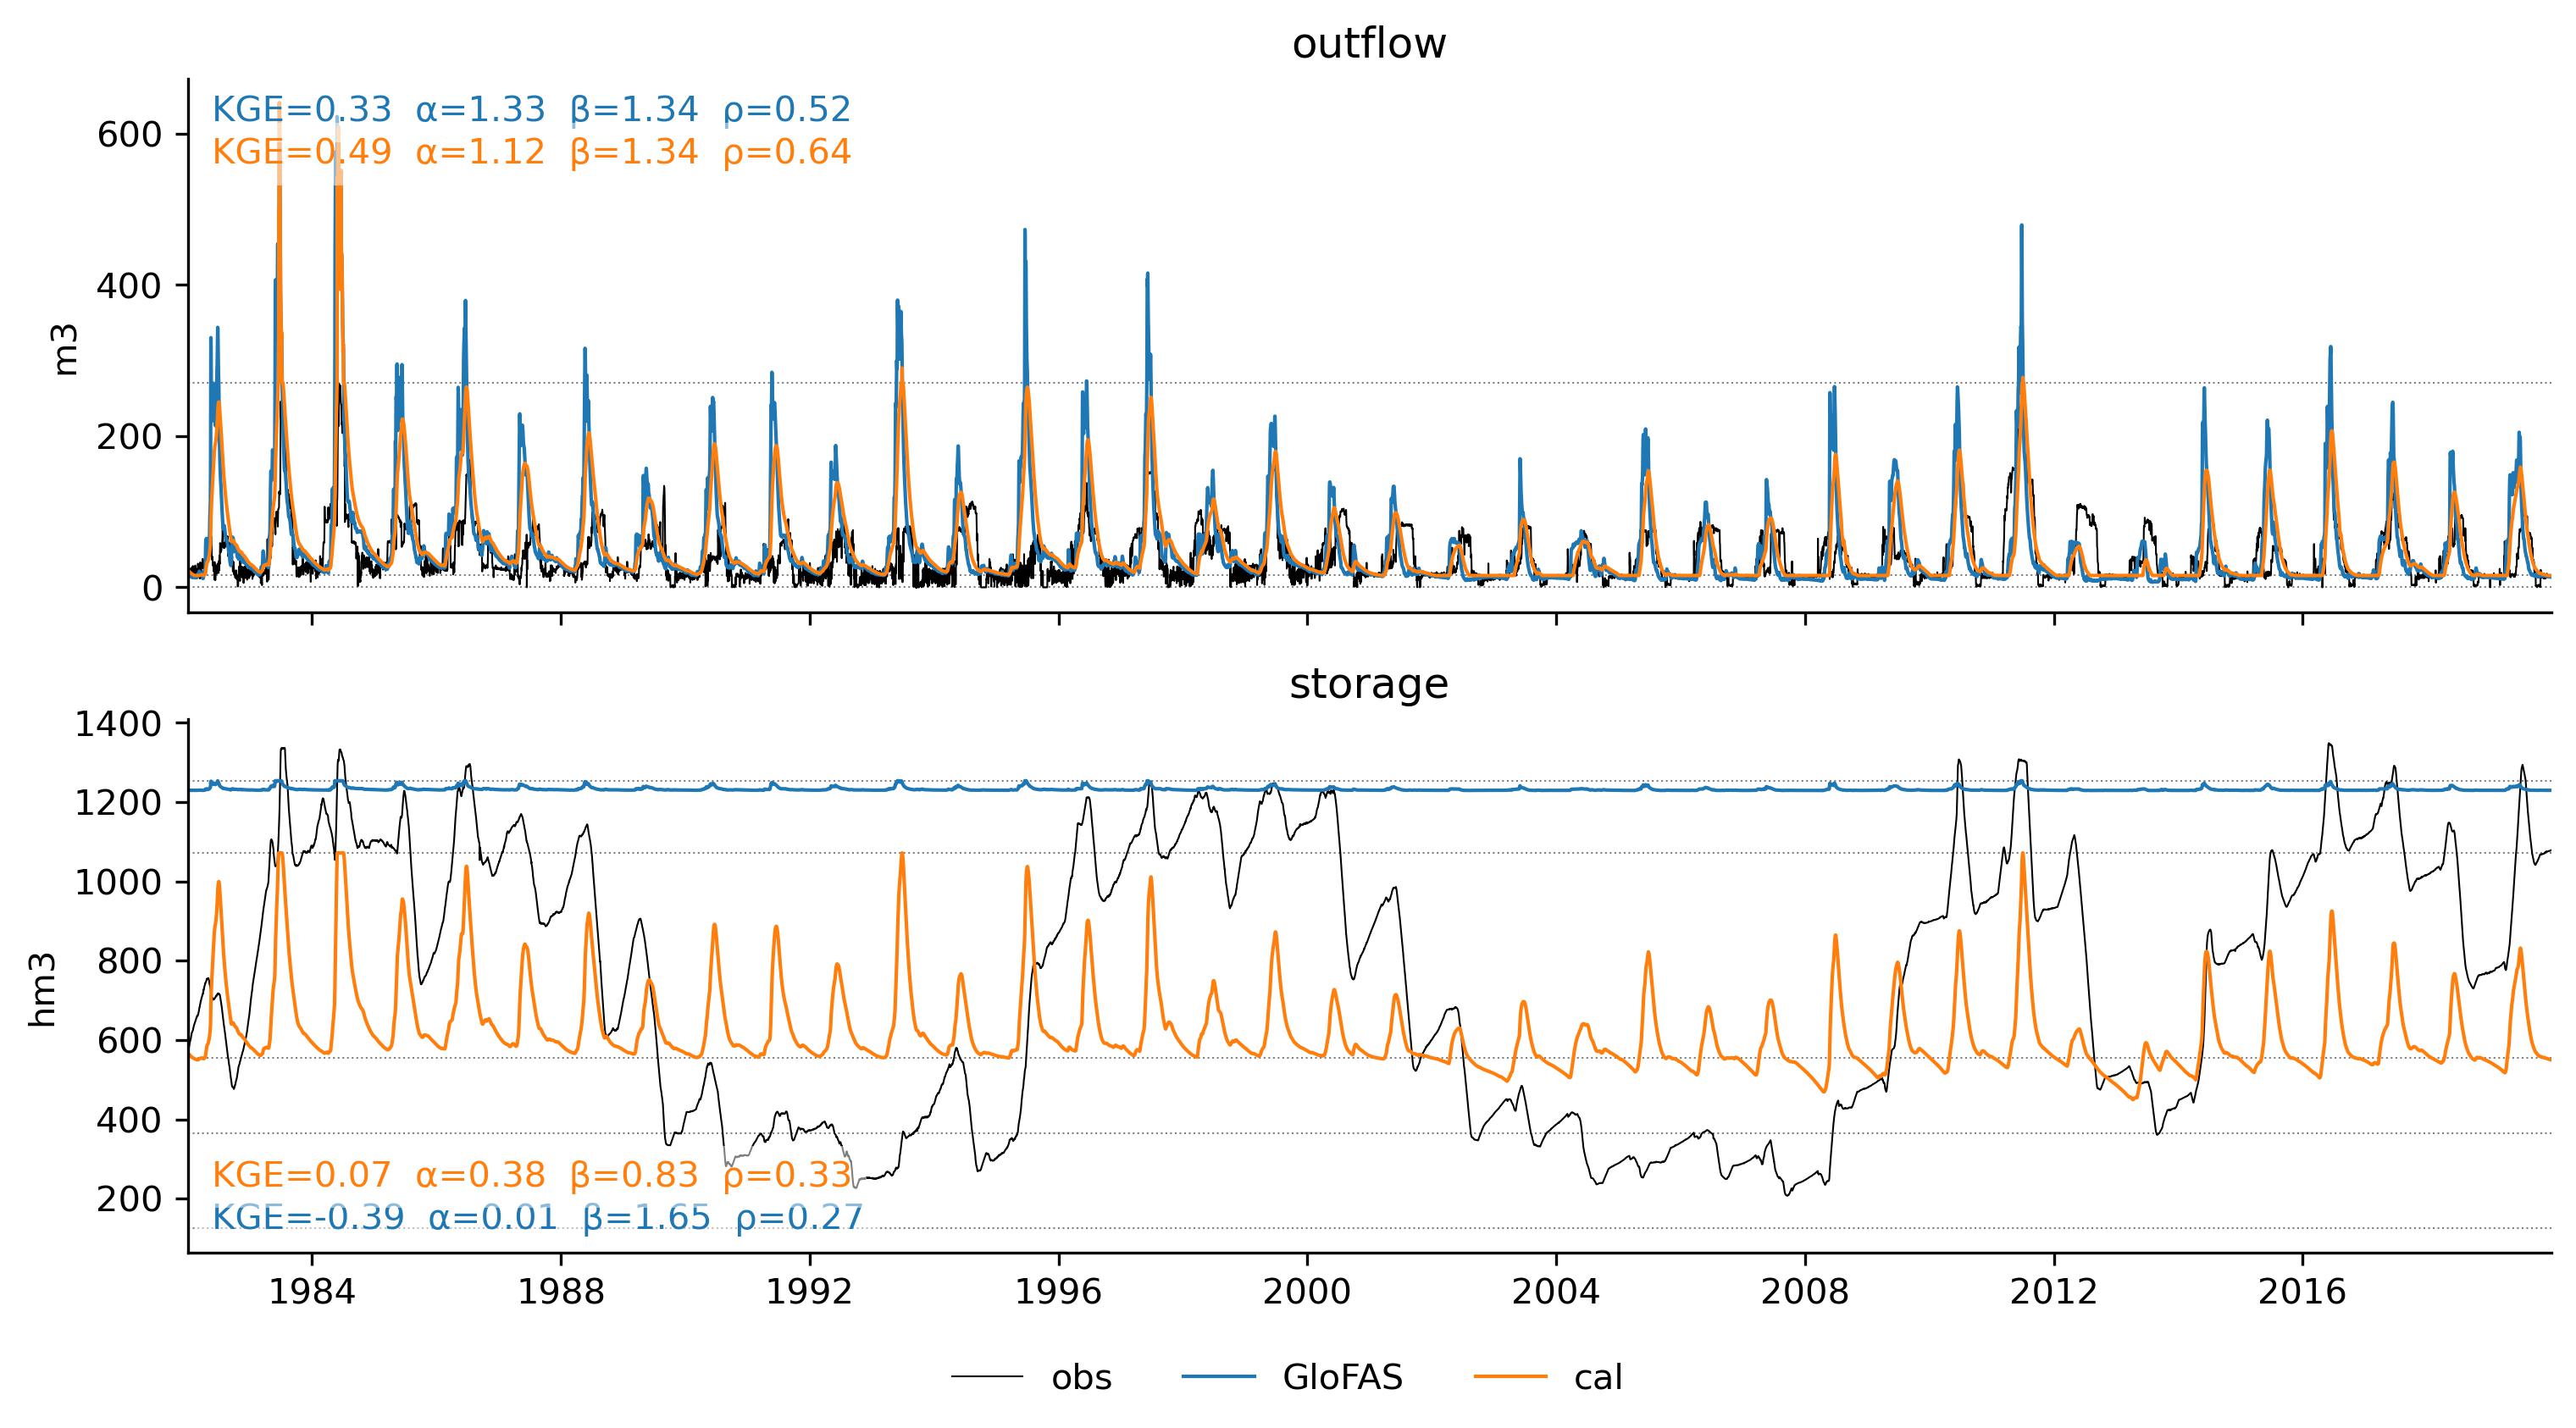 outflow
KGE=0.33 α=1.33 β=1.34 ρ=0.52
KGE=0.49 α=1.12 β=1.34 ρ=0.64
600
400
200
0
m3
storage
1400
1200
1000
800
600
400
200
hm3
KGE=0.07 α=0.38 β=0.83 ρ=0.33
KGE=-0.39 α=0.01 β=1.65 ρ=0.27
1984 1988 1992 1996 2000 2004 2008 2012 2016
obs GloFAS cal